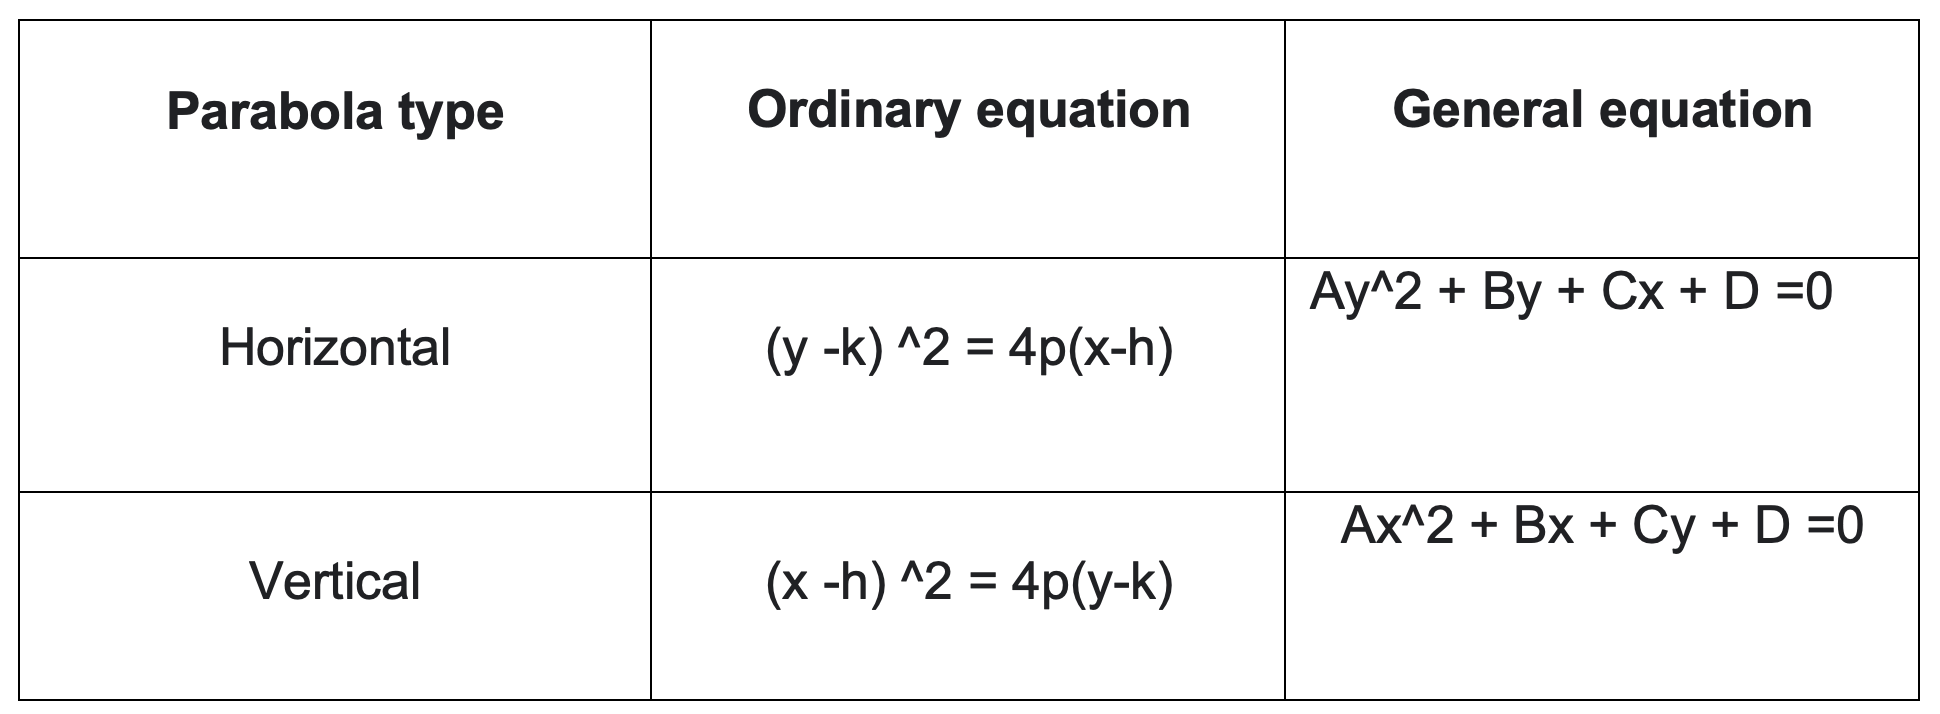 Parabola type
Ordinary equation
General equation
Horizontal
(y -k) ^2 = 4p(x-h)
Ay^2 + By + Cx + D =0
Vertical
(x -h) ^2 = 4p(y-k)
Ax^2 + Bx + Cy + D =0